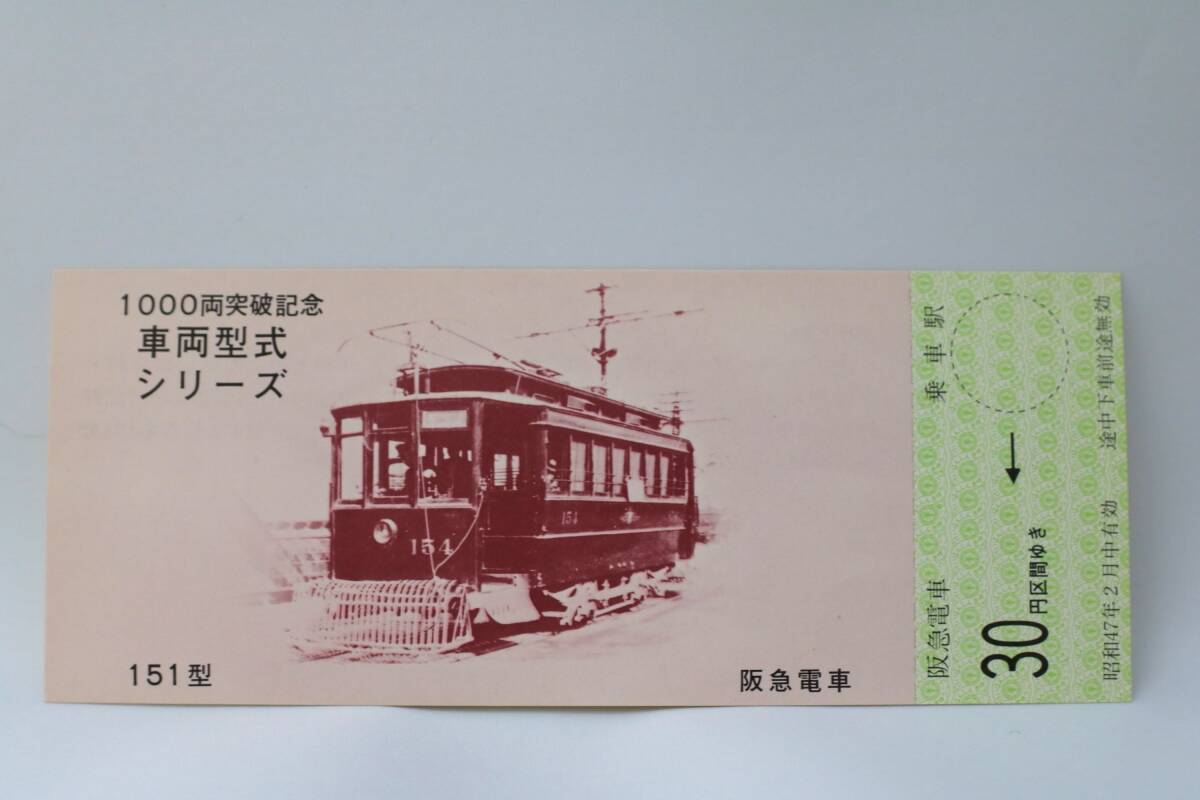 1000両突破記念
車両型式
シリーズ
154
154
151型
阪急電車
阪急電車　乗車駅
30円区間ゆき ←
昭和47年2月中有効　途中下車前途無効